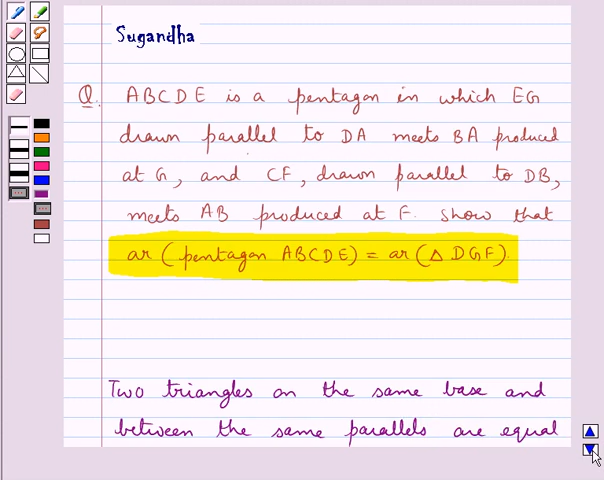 Sugandha
Q. ABCDE is a pentagon in which EG
drawn parallel to DA meets BA produced
at G, and CF, drawn parallel to DB,
meets AB produced at F. Show that
ar ( pentagon ABCDE) = ar ( Δ DGF).
Two triangles on the same base and
between the same parallels are equal